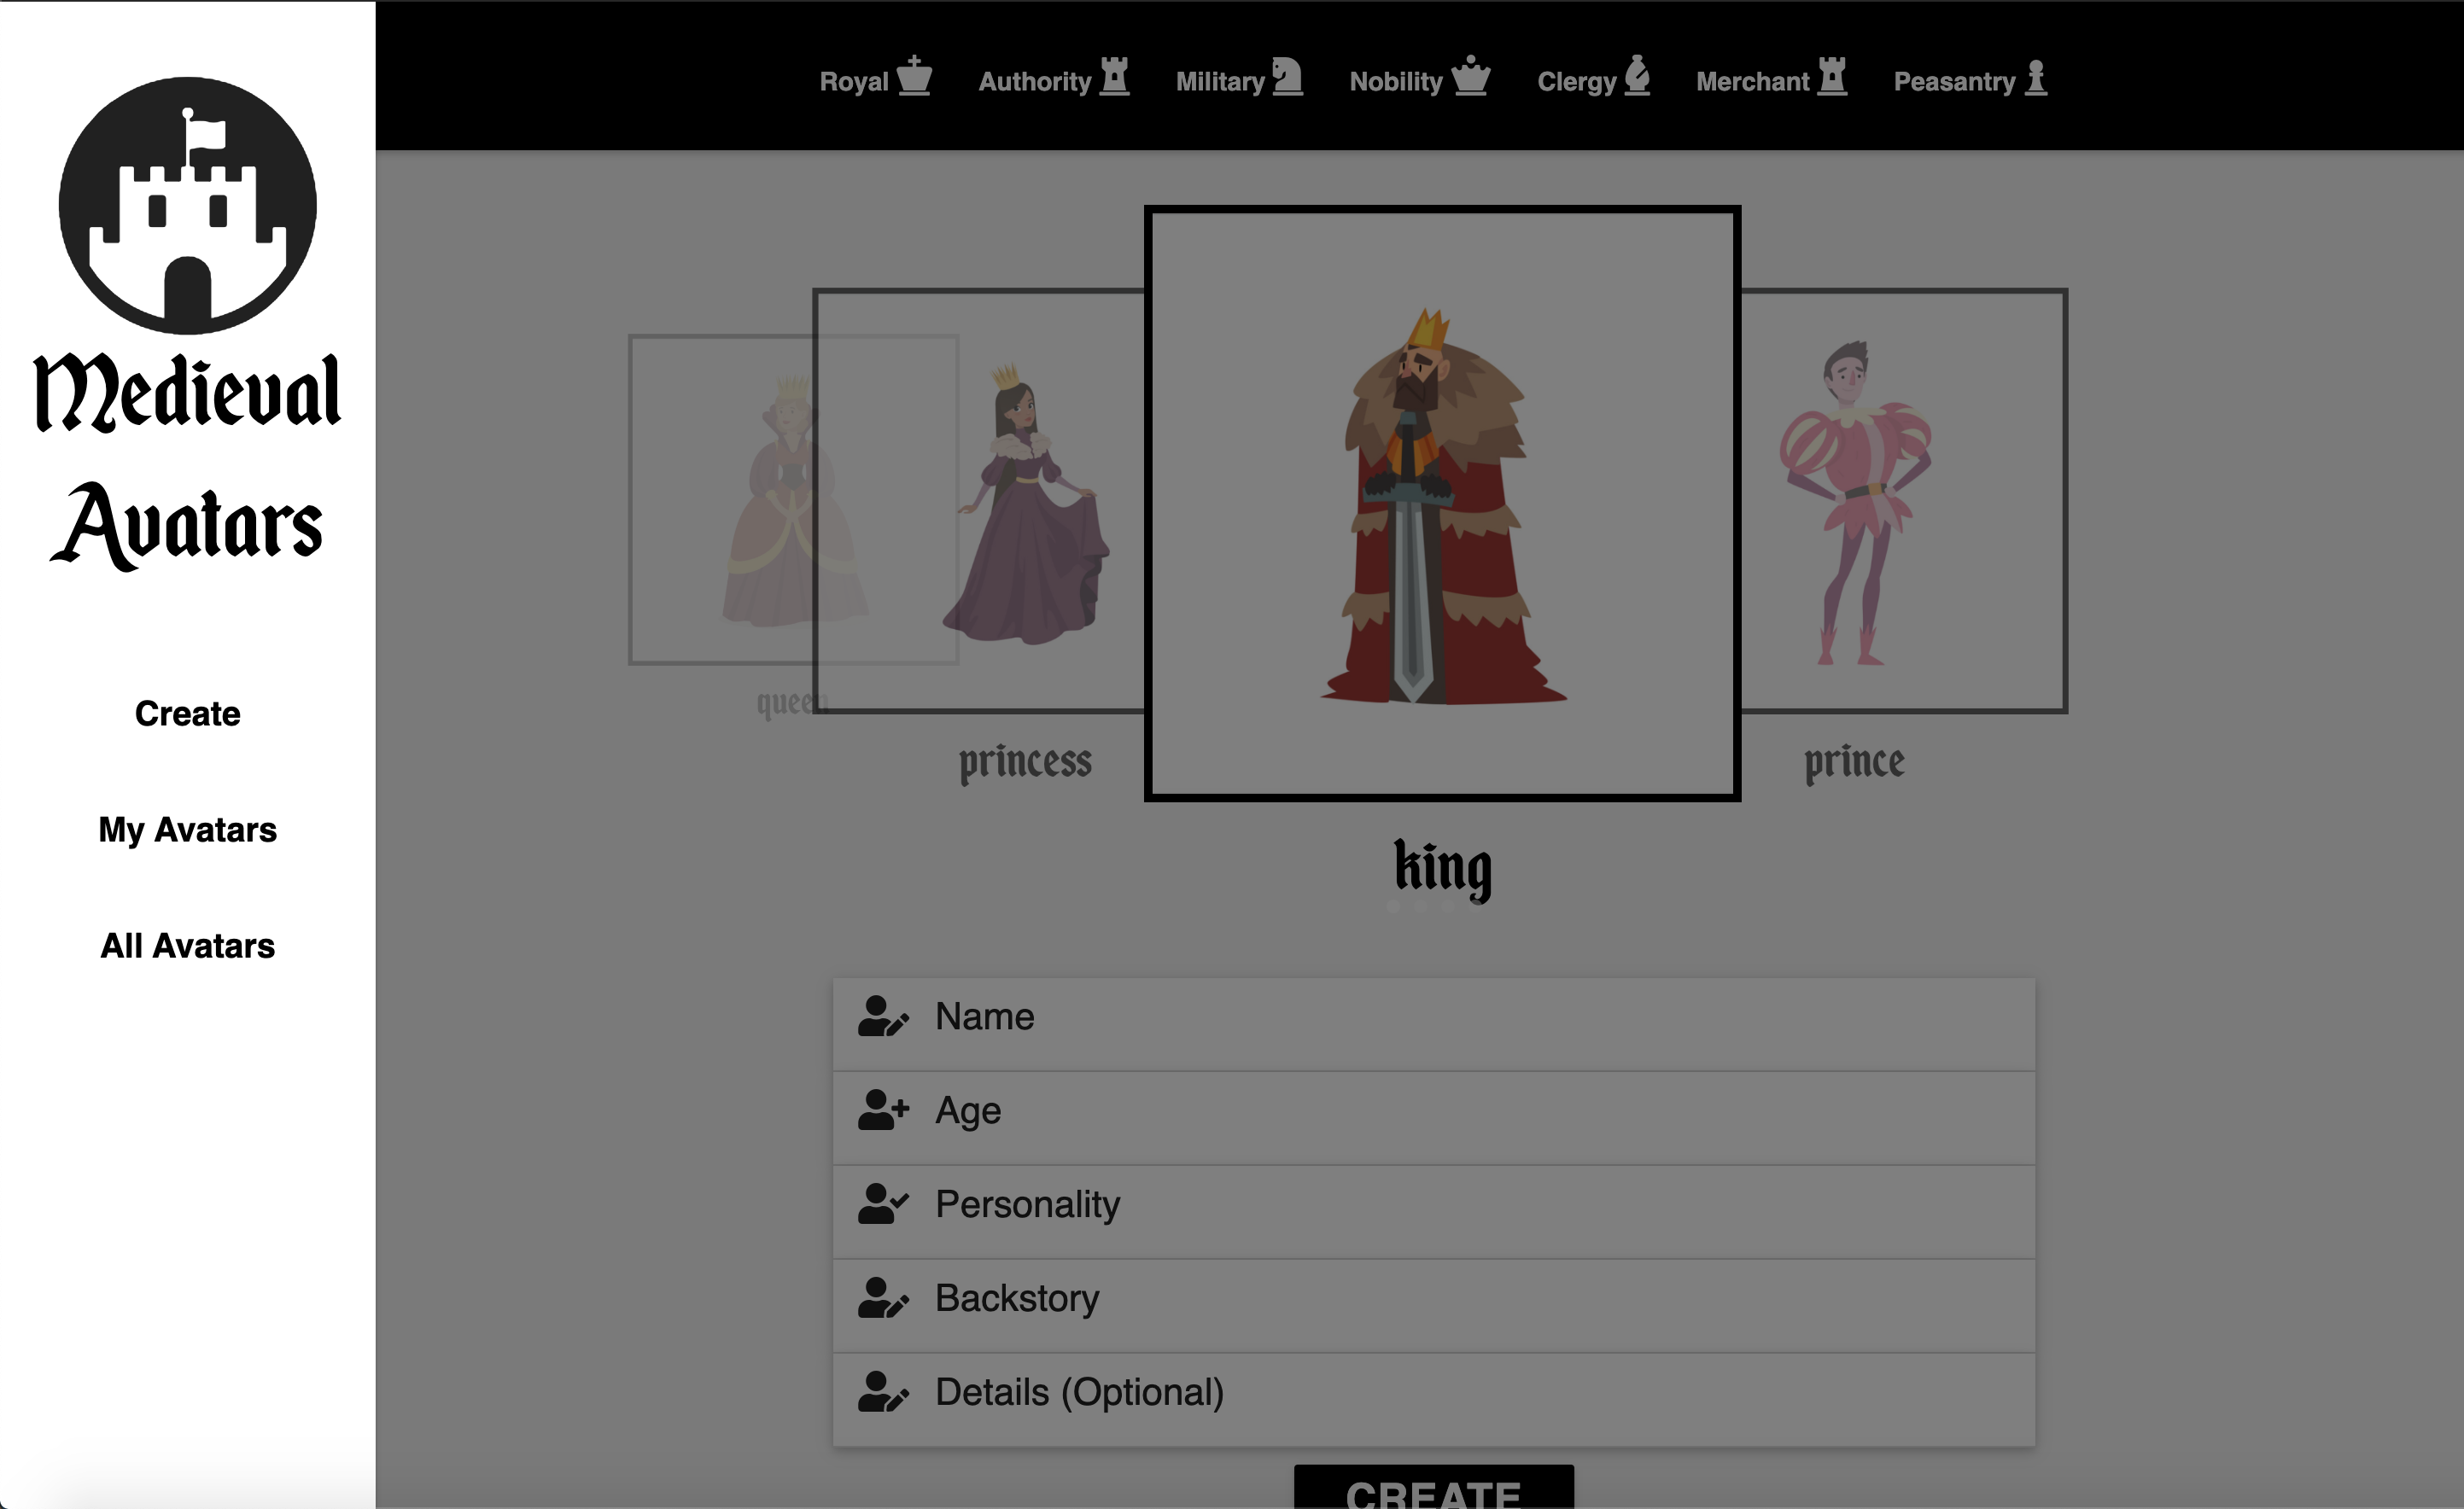 Medieval
Avatars
Create
My Avatars
All Avatars
Royal Authority Military Nobility Clergy Merchant Peasantry
queen
princess
prince
king
Name
Age
Personality
Backstory
Details (Optional)
CREATE